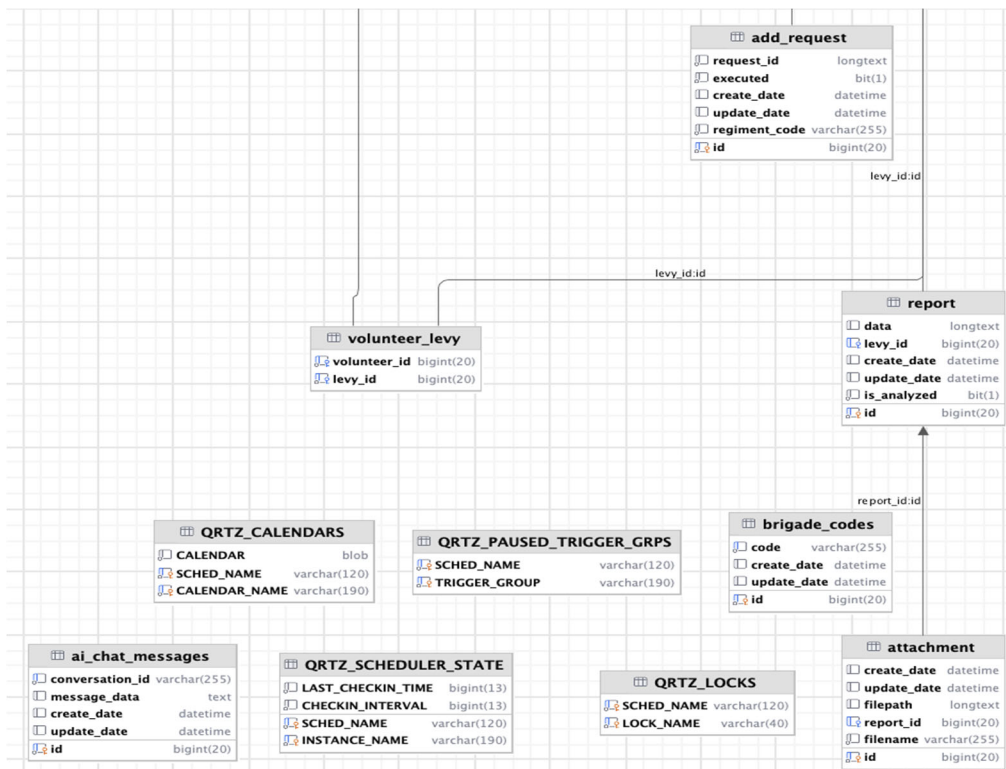 add_request
request_id longtext
executed bit(1)
create_date datetime
update_date datetime
regiment_code varchar(255)
id bigint(20)
levy_id:id
levy_id:id
report
data longtext
levy_id bigint(20)
create_date datetime
update_date datetime
is_analyzed bit(1)
id bigint(20)
volunteer_levy
volunteer_id bigint(20)
levy_id bigint(20)
report_id:id
QRTZ_CALENDARS
CALENDAR blob
SCHED_NAME varchar(120)
CALENDAR_NAME varchar(190)
QRTZ_PAUSED_TRIGGER_GRPS
SCHED_NAME varchar(120)
TRIGGER_GROUP varchar(190)
brigade_codes
code varchar(255)
create_date datetime
update_date datetime
id bigint(20)
ai_chat_messages
conversation_id varchar(255)
message_data text
create_date datetime
update_date datetime
id bigint(20)
QRTZ_SCHEDULER_STATE
LAST_CHECKIN_TIME bigint(13)
CHECKIN_INTERVAL bigint(13)
SCHED_NAME varchar(120)
INSTANCE_NAME varchar(190)
QRTZ_LOCKS
SCHED_NAME varchar(120)
LOCK_NAME varchar(40)
attachment
create_date datetime
update_date datetime
filepath longtext
report_id bigint(20)
filename varchar(255)
id bigint(20)